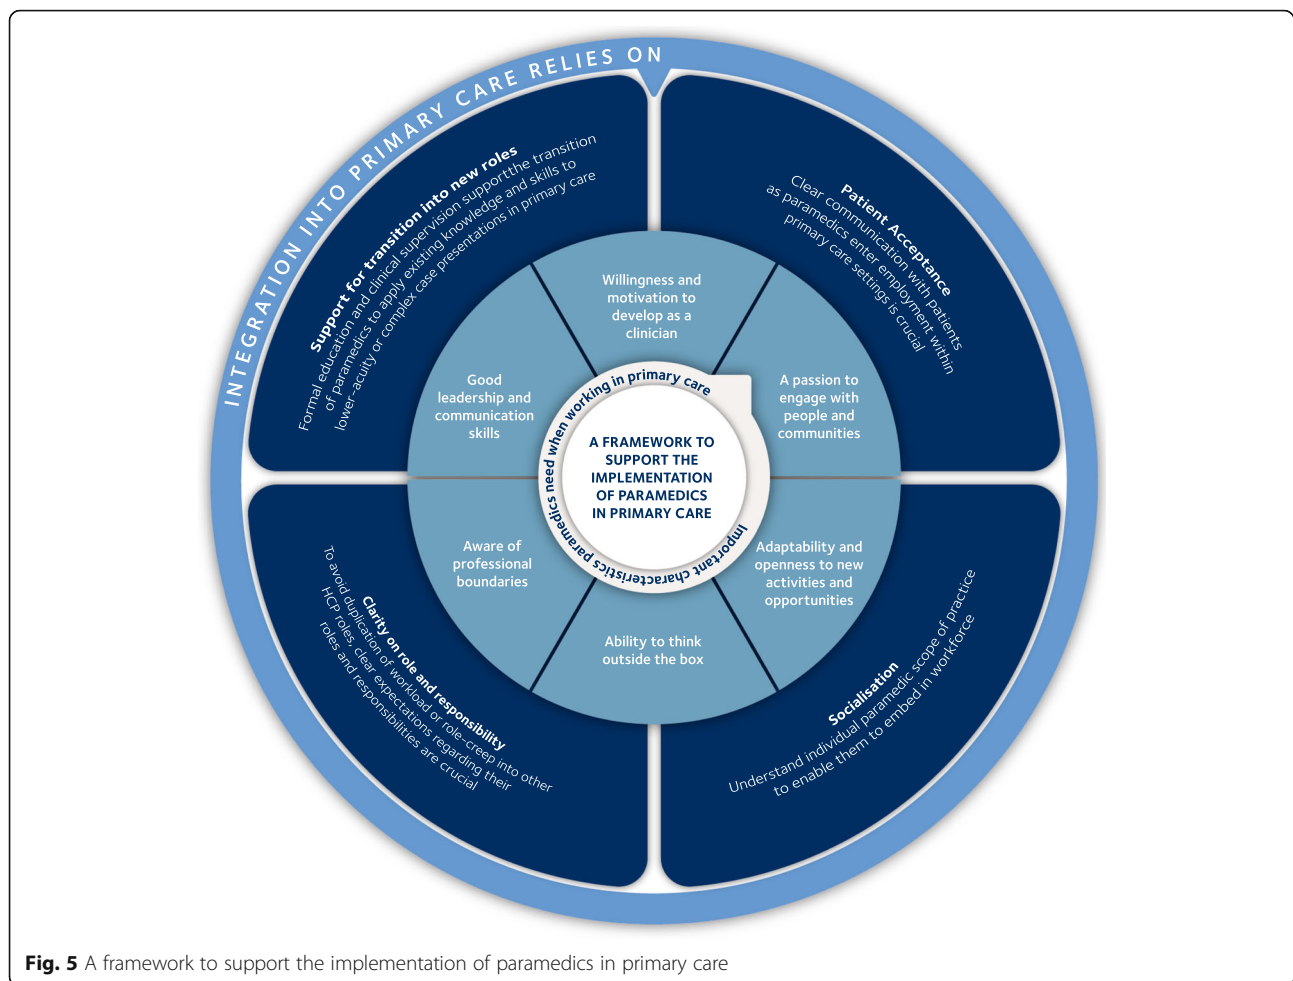 INTEGRATION INTO PRIMARY CARE RELIES ON
Support for transition into new roles
Formal education and clinical supervision supportthe transition
of paramedics to apply existing knowledge and skills to
lower-acuity or complex case presentations in primary care
Patient Acceptance
Clear communication with patients
as paramedics enter employment within
primary care settings is crucial
Willingness and
motivation to
develop as a
clinician
Good
leadership and
communication
skills
A passion to
engage with
people and
communities
Important characteristics paramedics need when working in primary care
A FRAMEWORK TO
SUPPORT THE
IMPLEMENTATION
OF PARAMEDICS
IN PRIMARY CARE
Aware of
professional
boundaries
Adaptability and
openness to new
activities and
opportunities
Ability to think
outside the box
Clarity on role and responsibility
To avoid duplication of workload or role-creep into other
HCP roles, clear expectations regarding their
roles and responsibilities are crucial
Socialisation
Understand individual paramedic scope of practice
to enable them to embed in workforce
Fig. 5 A framework to support the implementation of paramedics in primary care